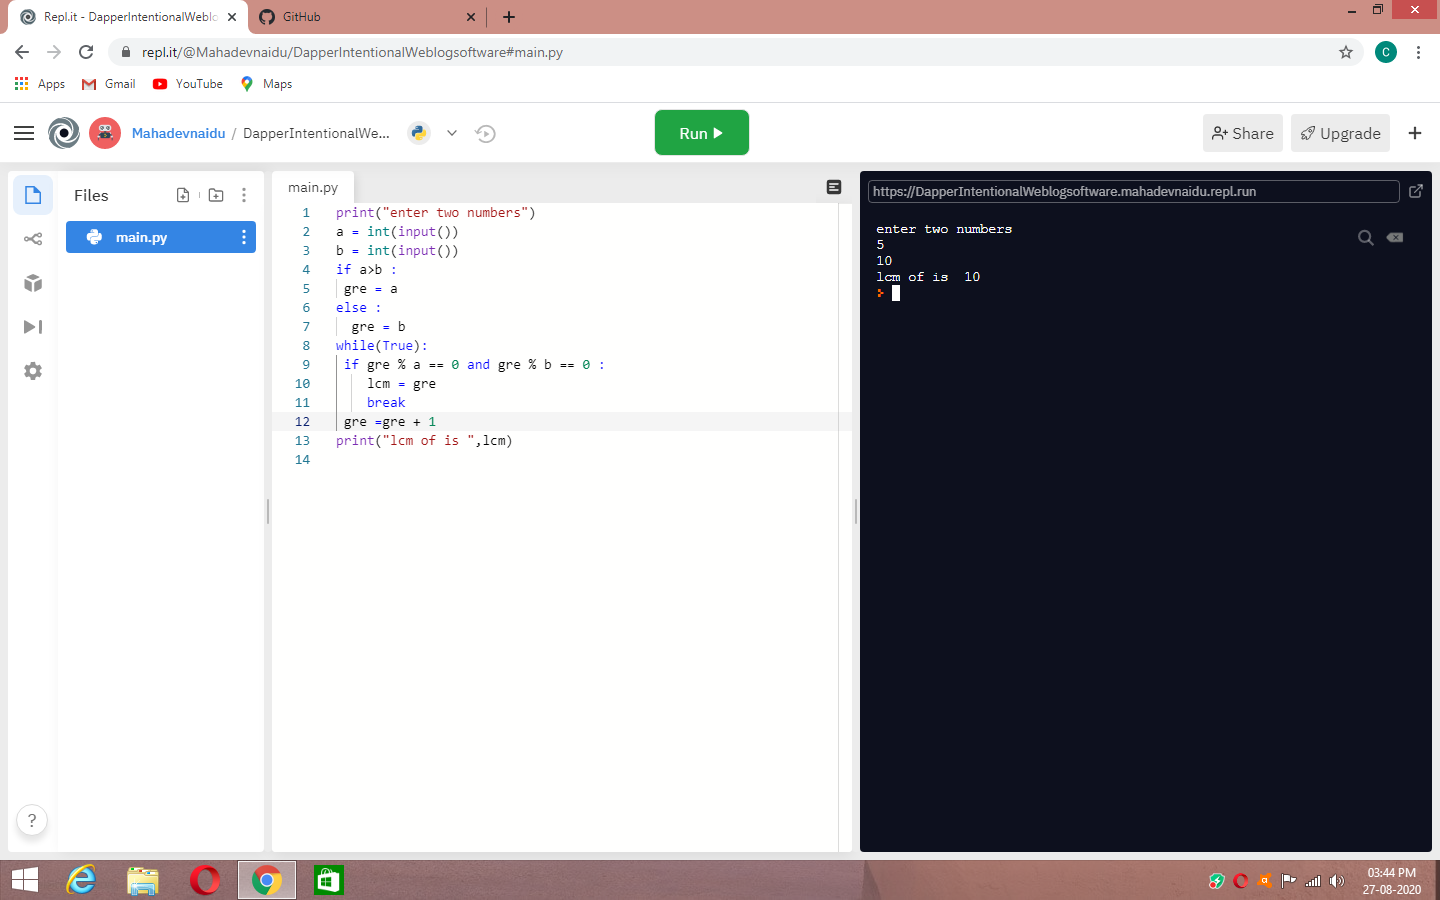 Repl.it - DapperIntentionalWeblo
GitHub
repl.it/@Mahadevnaidu/DapperIntentionalWeblogsoftware#main.py
C
Apps
Gmail
YouTube
Maps
Mahadevnaidu / DapperIntentionalWe...
Run
Share
Upgrade
Files
main.py
main.py
1 print("enter two numbers")
2 a = int(input())
3 b = int(input())
4 if a>b :
5 gre = a
6 else :
7 gre = b
8 while(True):
9 if gre % a == 0 and gre % b == 0 :
10 lcm = gre
11 break
12 gre =gre + 1
13 print("lcm of is ",lcm)
14
https://DapperIntentionalWeblogsoftware.mahadevnaidu.repl.run
enter two numbers
5
10
lcm of is  10
?
03:44 PM
27-08-2020